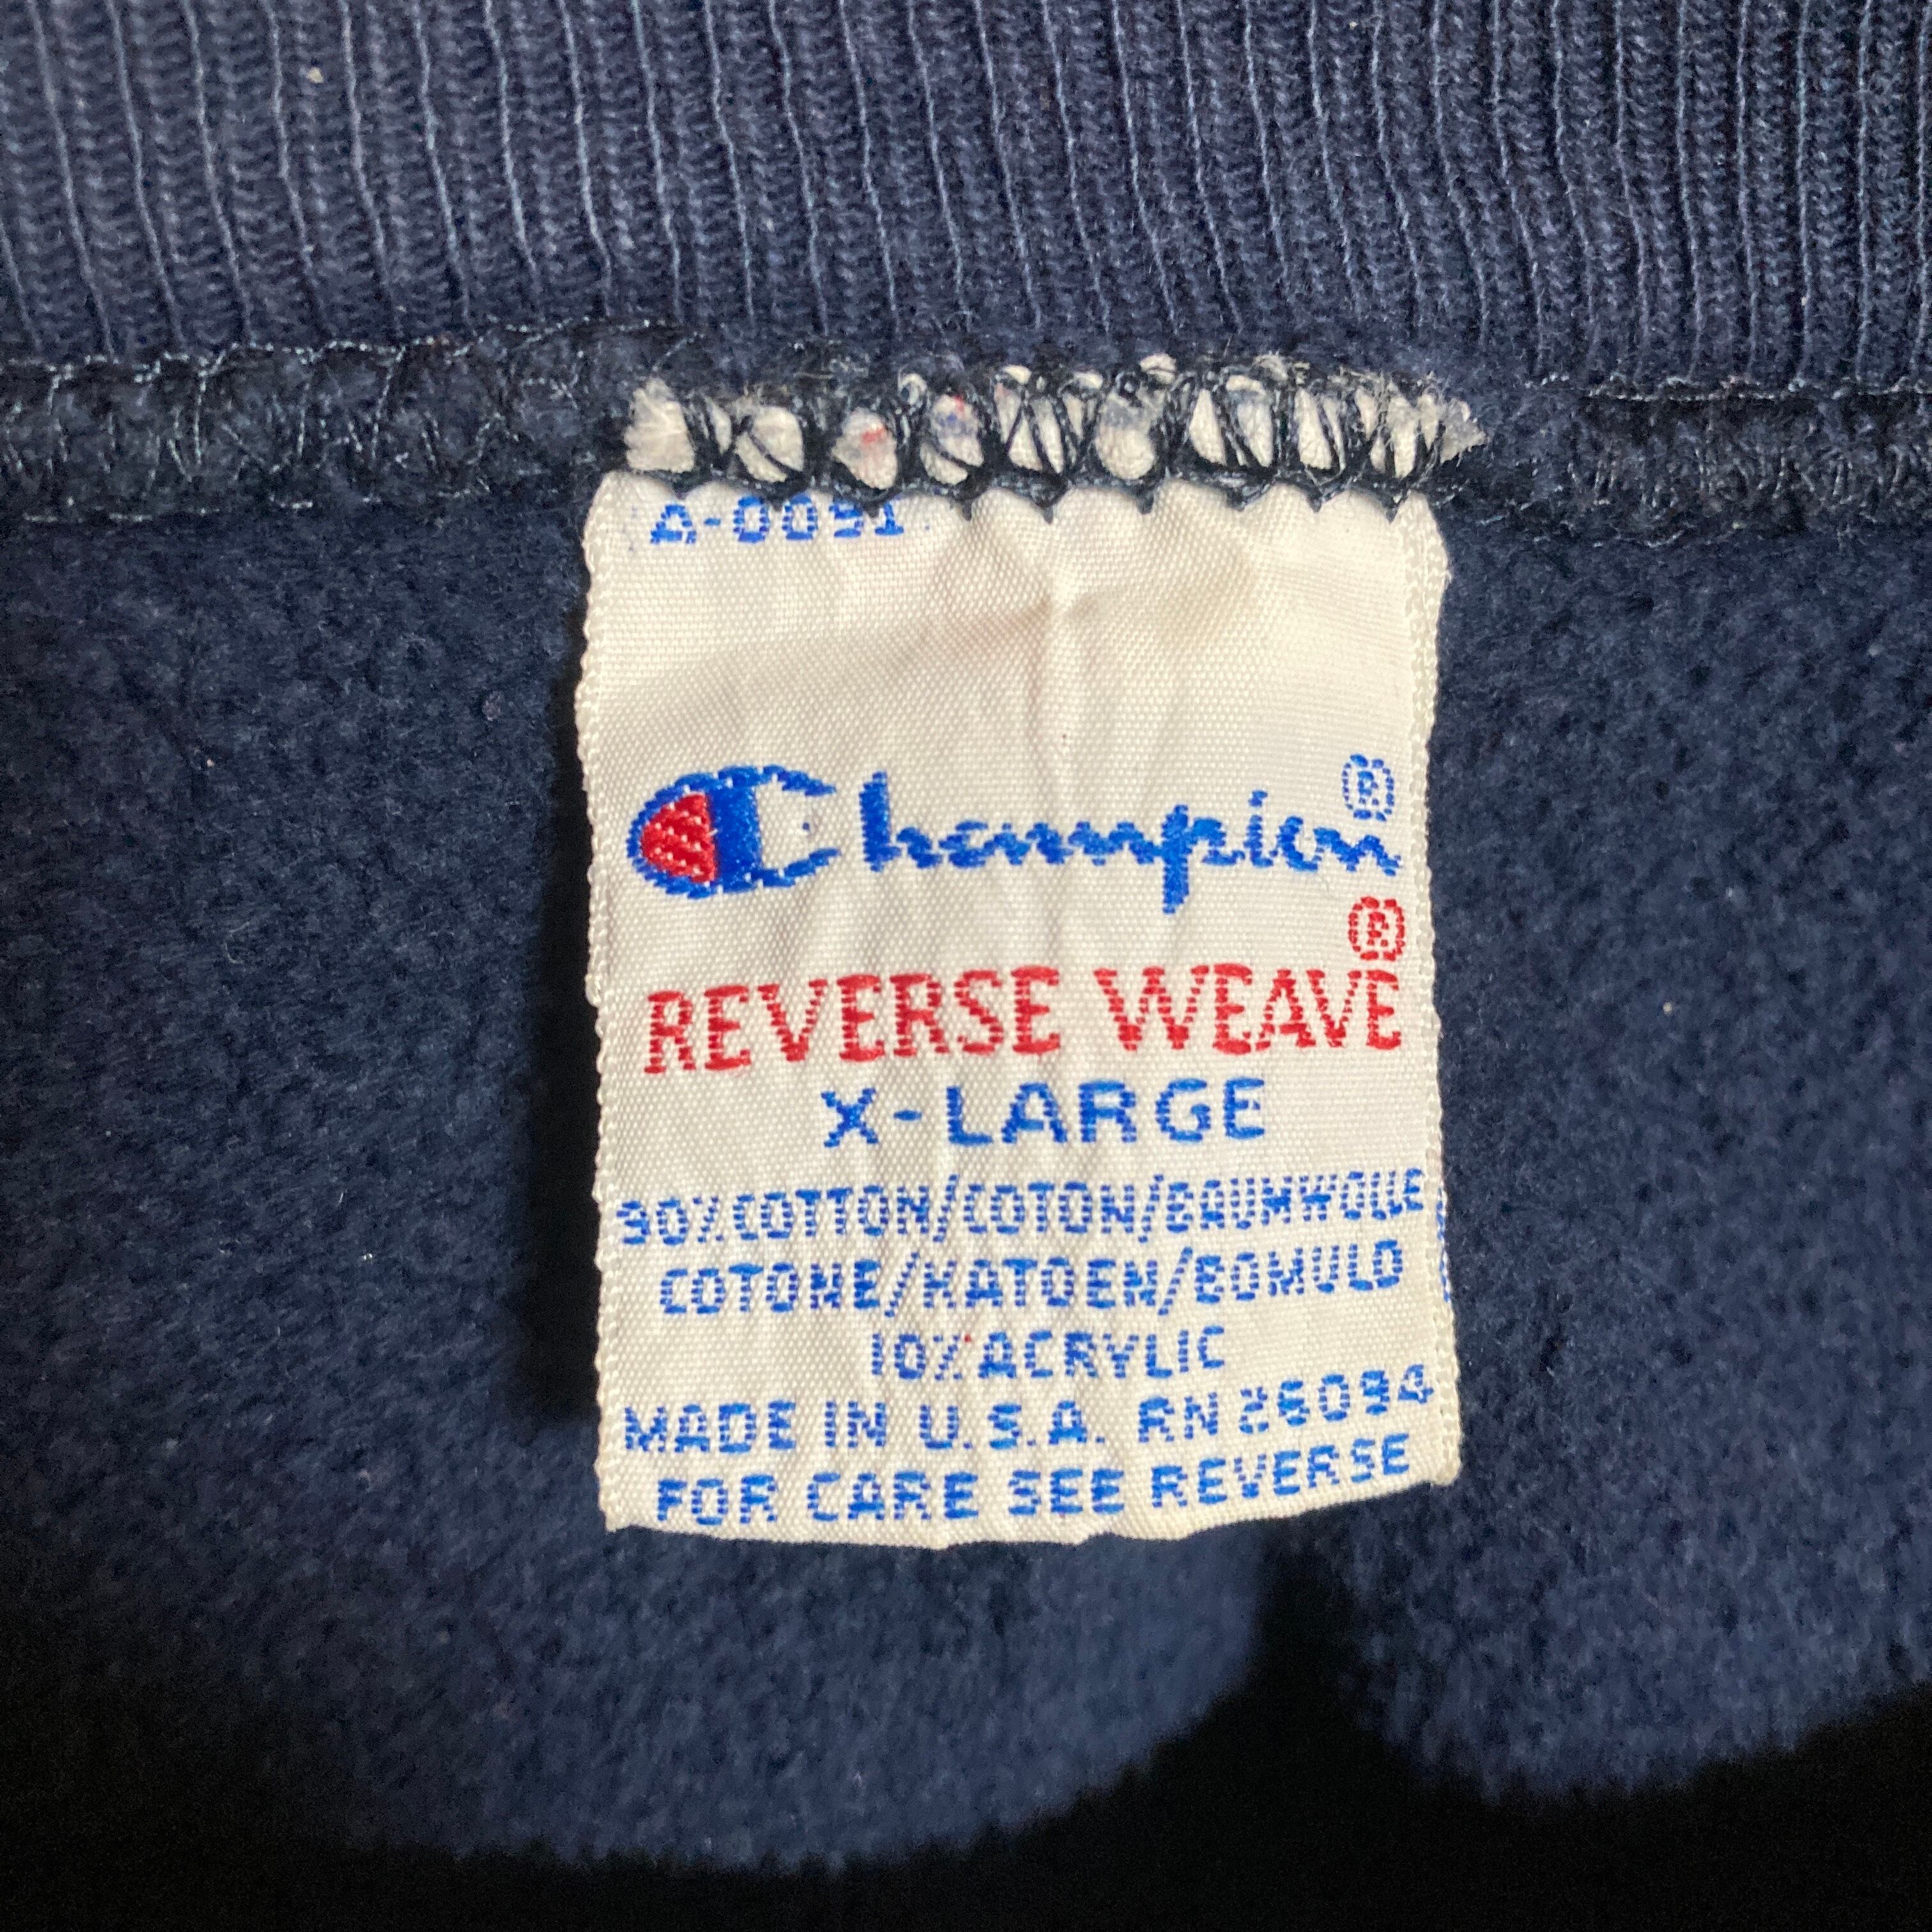 A-0091
Champion®
REVERSE WEAVE®
X-LARGE
90% COTTON/COTON/BAUMWOLLE
COTONE/KATOEN/BOMULD
10% ACRYLIC
MADE IN U.S.A. RN 26094
FOR CARE SEE REVERSE